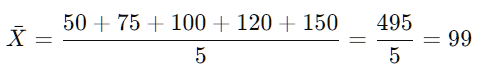 X̄ = (50 + 75 + 100 + 120 + 150) / 5 = 495 / 5 = 99